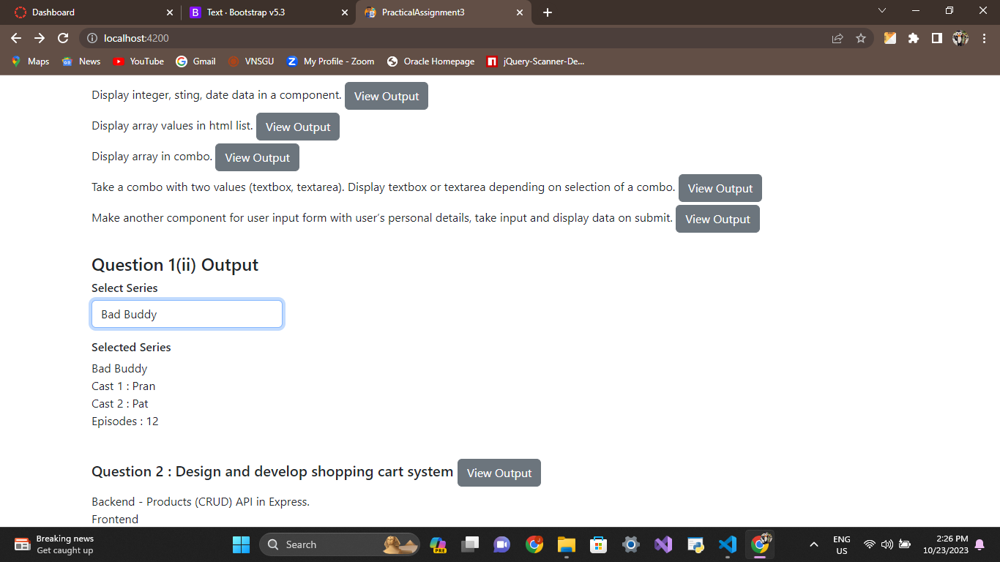 Dashboard
Text · Bootstrap v5.3
PracticalAssignment3
localhost:4200
Maps
News
YouTube
Gmail
VNSGU
My Profile - Zoom
Oracle Homepage
jQuery-Scanner-De...
Display integer, sting, date data in a component. View Output
Display array values in html list. View Output
Display array in combo. View Output
Take a combo with two values (textbox, textarea). Display textbox or textarea depending on selection of a combo. View Output
Make another component for user input form with user's personal details, take input and display data on submit. View Output
Question 1(ii) Output
Select Series
Bad Buddy
Selected Series
Bad Buddy
Cast 1 : Pran
Cast 2 : Pat
Episodes : 12
Question 2 : Design and develop shopping cart system View Output
Backend - Products (CRUD) API in Express.
Frontend
Breaking news
Get caught up
Search
PRE
ENG
US
2:26 PM
10/23/2023